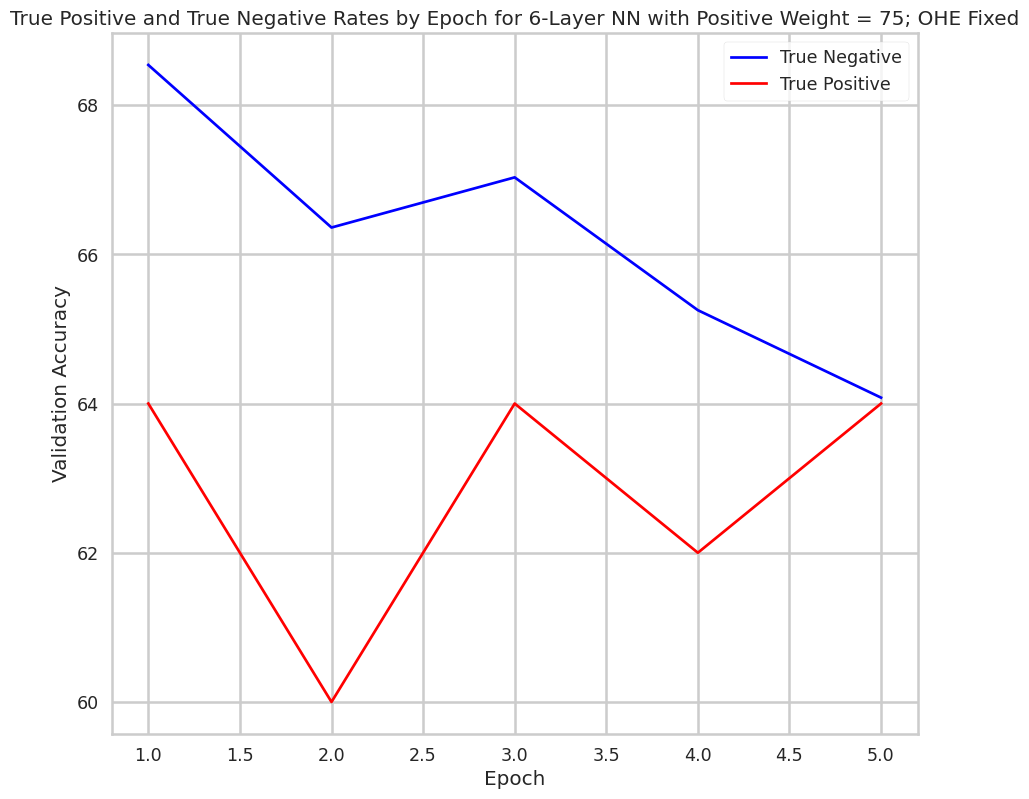 True Positive and True Negative Rates by Epoch for 6-Layer NN with Positive Weight = 75; OHE Fixed
True Negative
True Positive
68
66
64
62
60
Validation Accuracy
1.0 1.5 2.0 2.5 3.0 3.5 4.0 4.5 5.0
Epoch